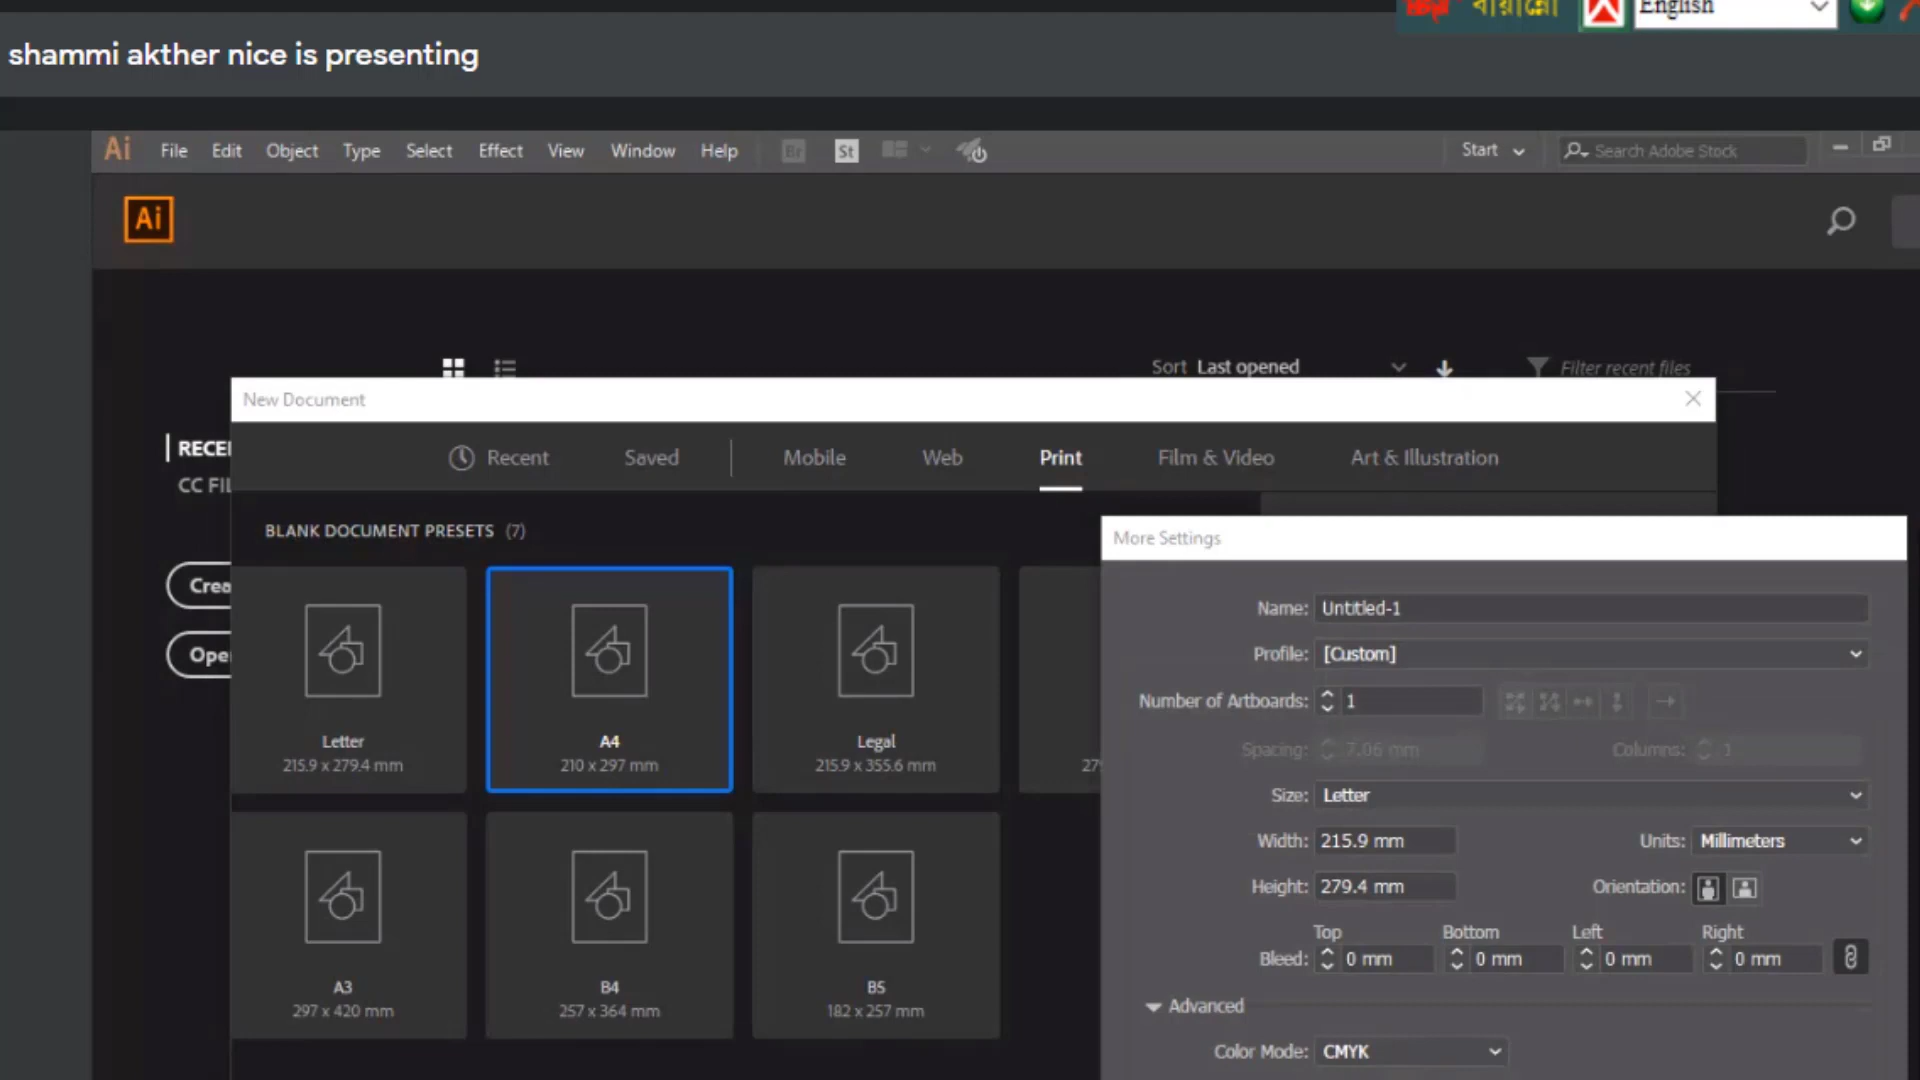 বায়ান্নো
English
shammi akther nice is presenting
Ai File Edit Object Type Select Effect View Window Help Br St Start Search Adobe Stock
Ai
Sort Last opened Filter recent files
New Document
RECE
CC FIL
Recent Saved Mobile Web Print Film & Video Art & Illustration
BLANK DOCUMENT PRESETS (7)
More Settings
Crea
Ope
Letter
215.9 x 279.4 mm
A4
210 x 297 mm
Legal
215.9 x 355.6 mm
27
A3
297 x 420 mm
B4
257 x 364 mm
B5
182 x 257 mm
Name: Untitled-1
Profile: [Custom]
Number of Artboards: 1
Spacing: 7.06 mm Columns: 1
Size: Letter
Width: 215.9 mm Units: Millimeters
Height: 279.4 mm Orientation:
Top Bottom Left Right
Bleed: 0 mm 0 mm 0 mm 0 mm
Advanced
Color Mode: CMYK